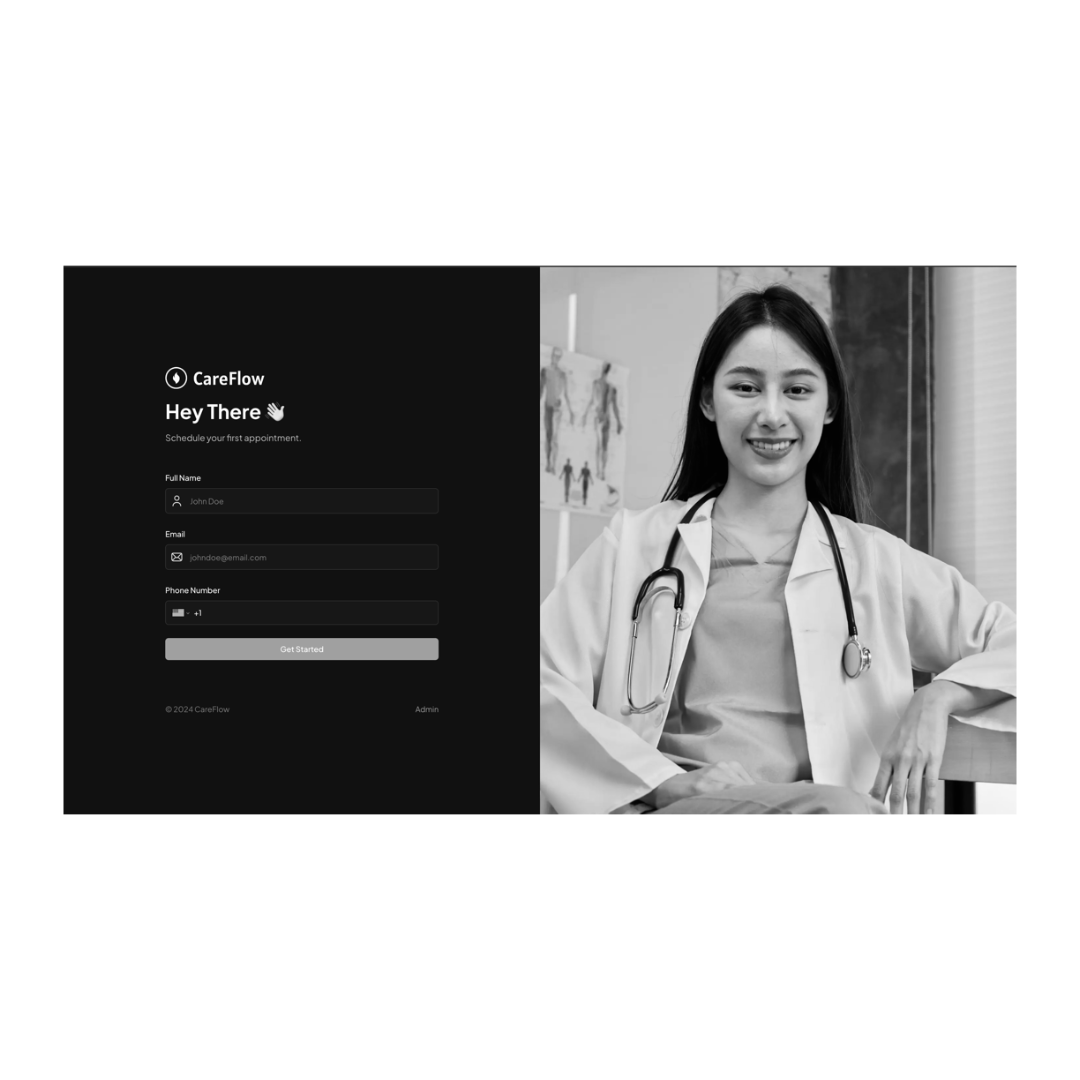 CareFlow
Hey There 👋
Schedule your first appointment.
Full Name
John Doe
Email
johndoe@email.com
Phone Number
+1
Get Started
© 2024 CareFlow
Admin